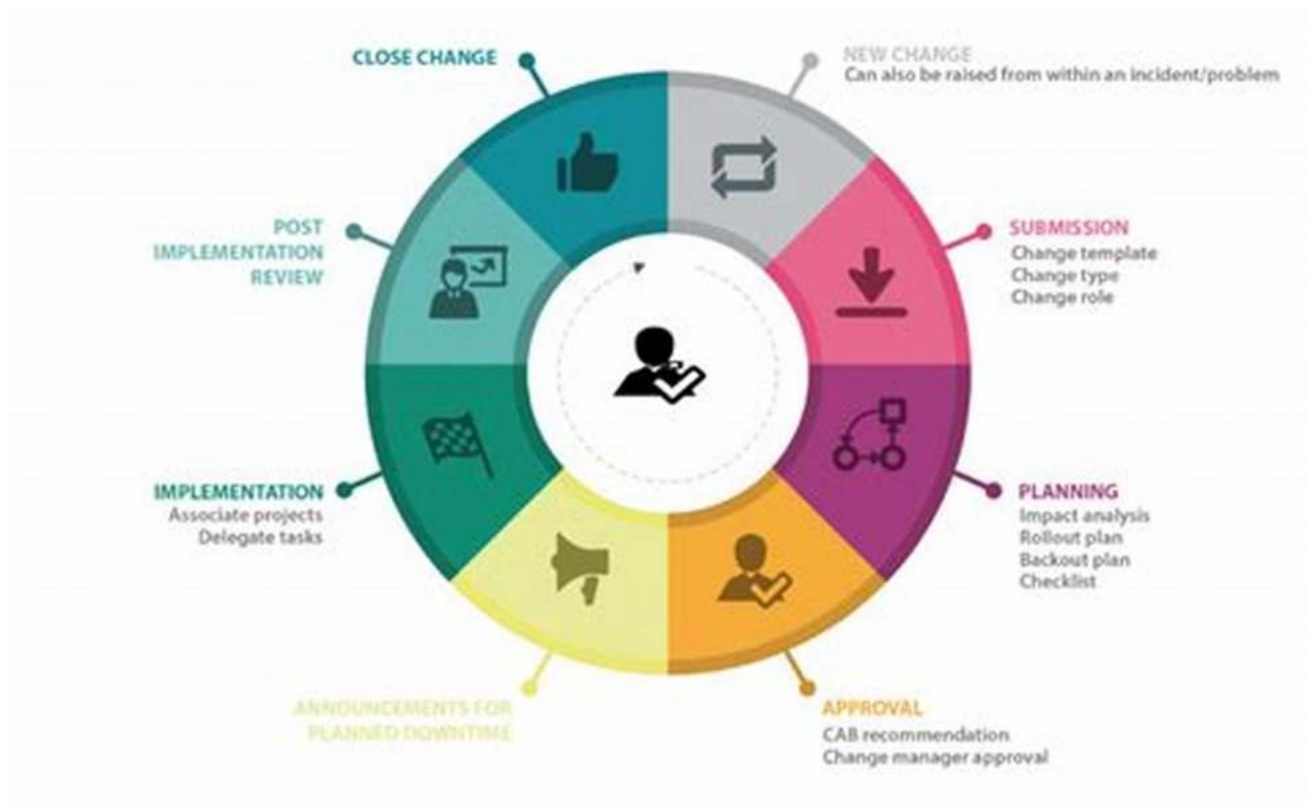 CLOSE CHANGE
NEW CHANGE
Can also be raised from within an incident/problem
SUBMISSION
Change template
Change type
Change role
PLANNING
Impact analysis
Rollout plan
Backout plan
Checklist
APPROVAL
CAB recommendation
Change manager approval
ANNOUNCEMENTS FOR
PLANNED DOWNTIME
IMPLEMENTATION
Associate projects
Delegate tasks
POST
IMPLEMENTATION
REVIEW